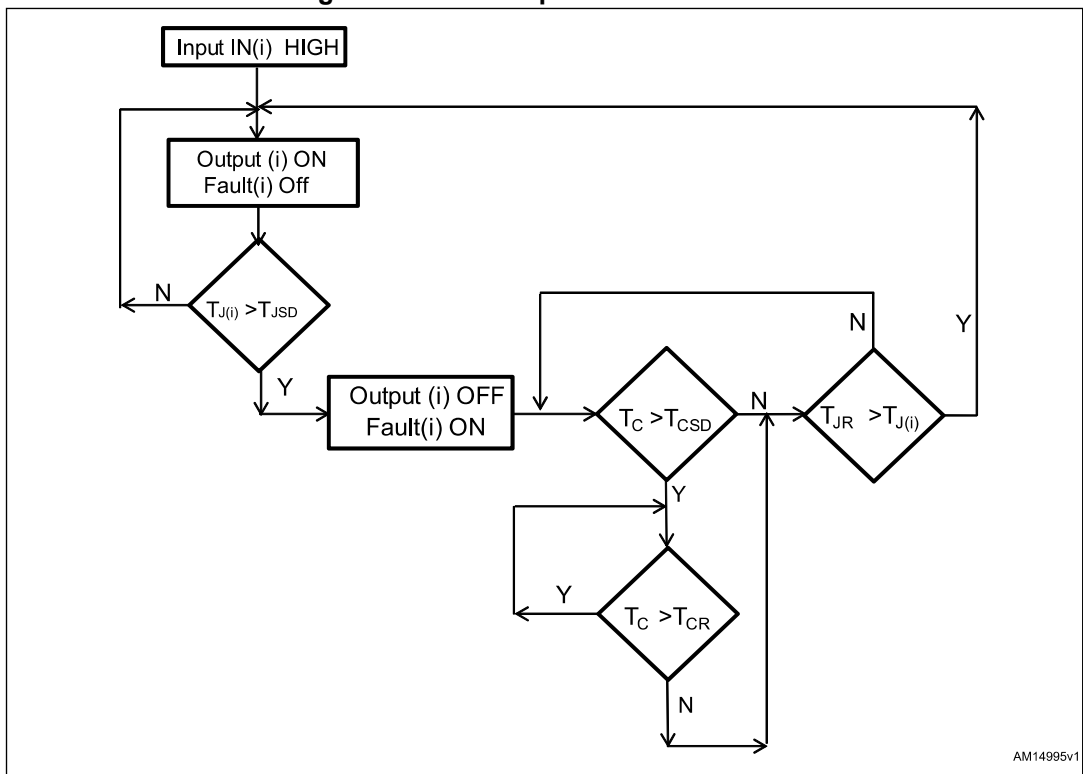 Input IN(i) HIGH
Output (i) ON
Fault(i) Off
N
TJ(i) >TJSD
Y
Output (i) OFF
Fault(i) ON
TC >TCSD
N
Y
TC >TCR
Y
N
TJR >TJ(i)
N
Y
AM14995v1